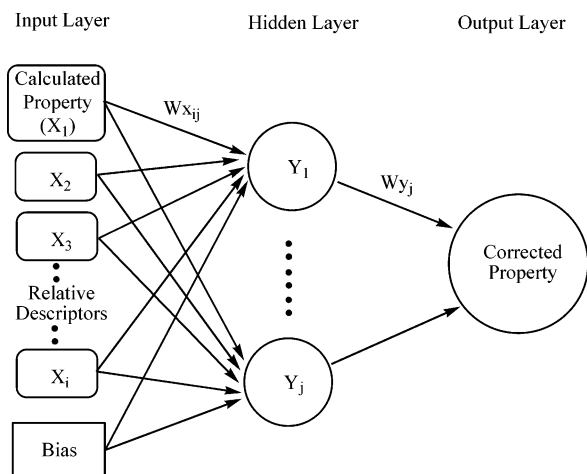 Input Layer
Hidden Layer
Output Layer
Calculated
Property
(X1)
Wxij
X2
Y1
Wyj
X3
Corrected
Property
Relative
Descriptors
Xi
Yj
Bias